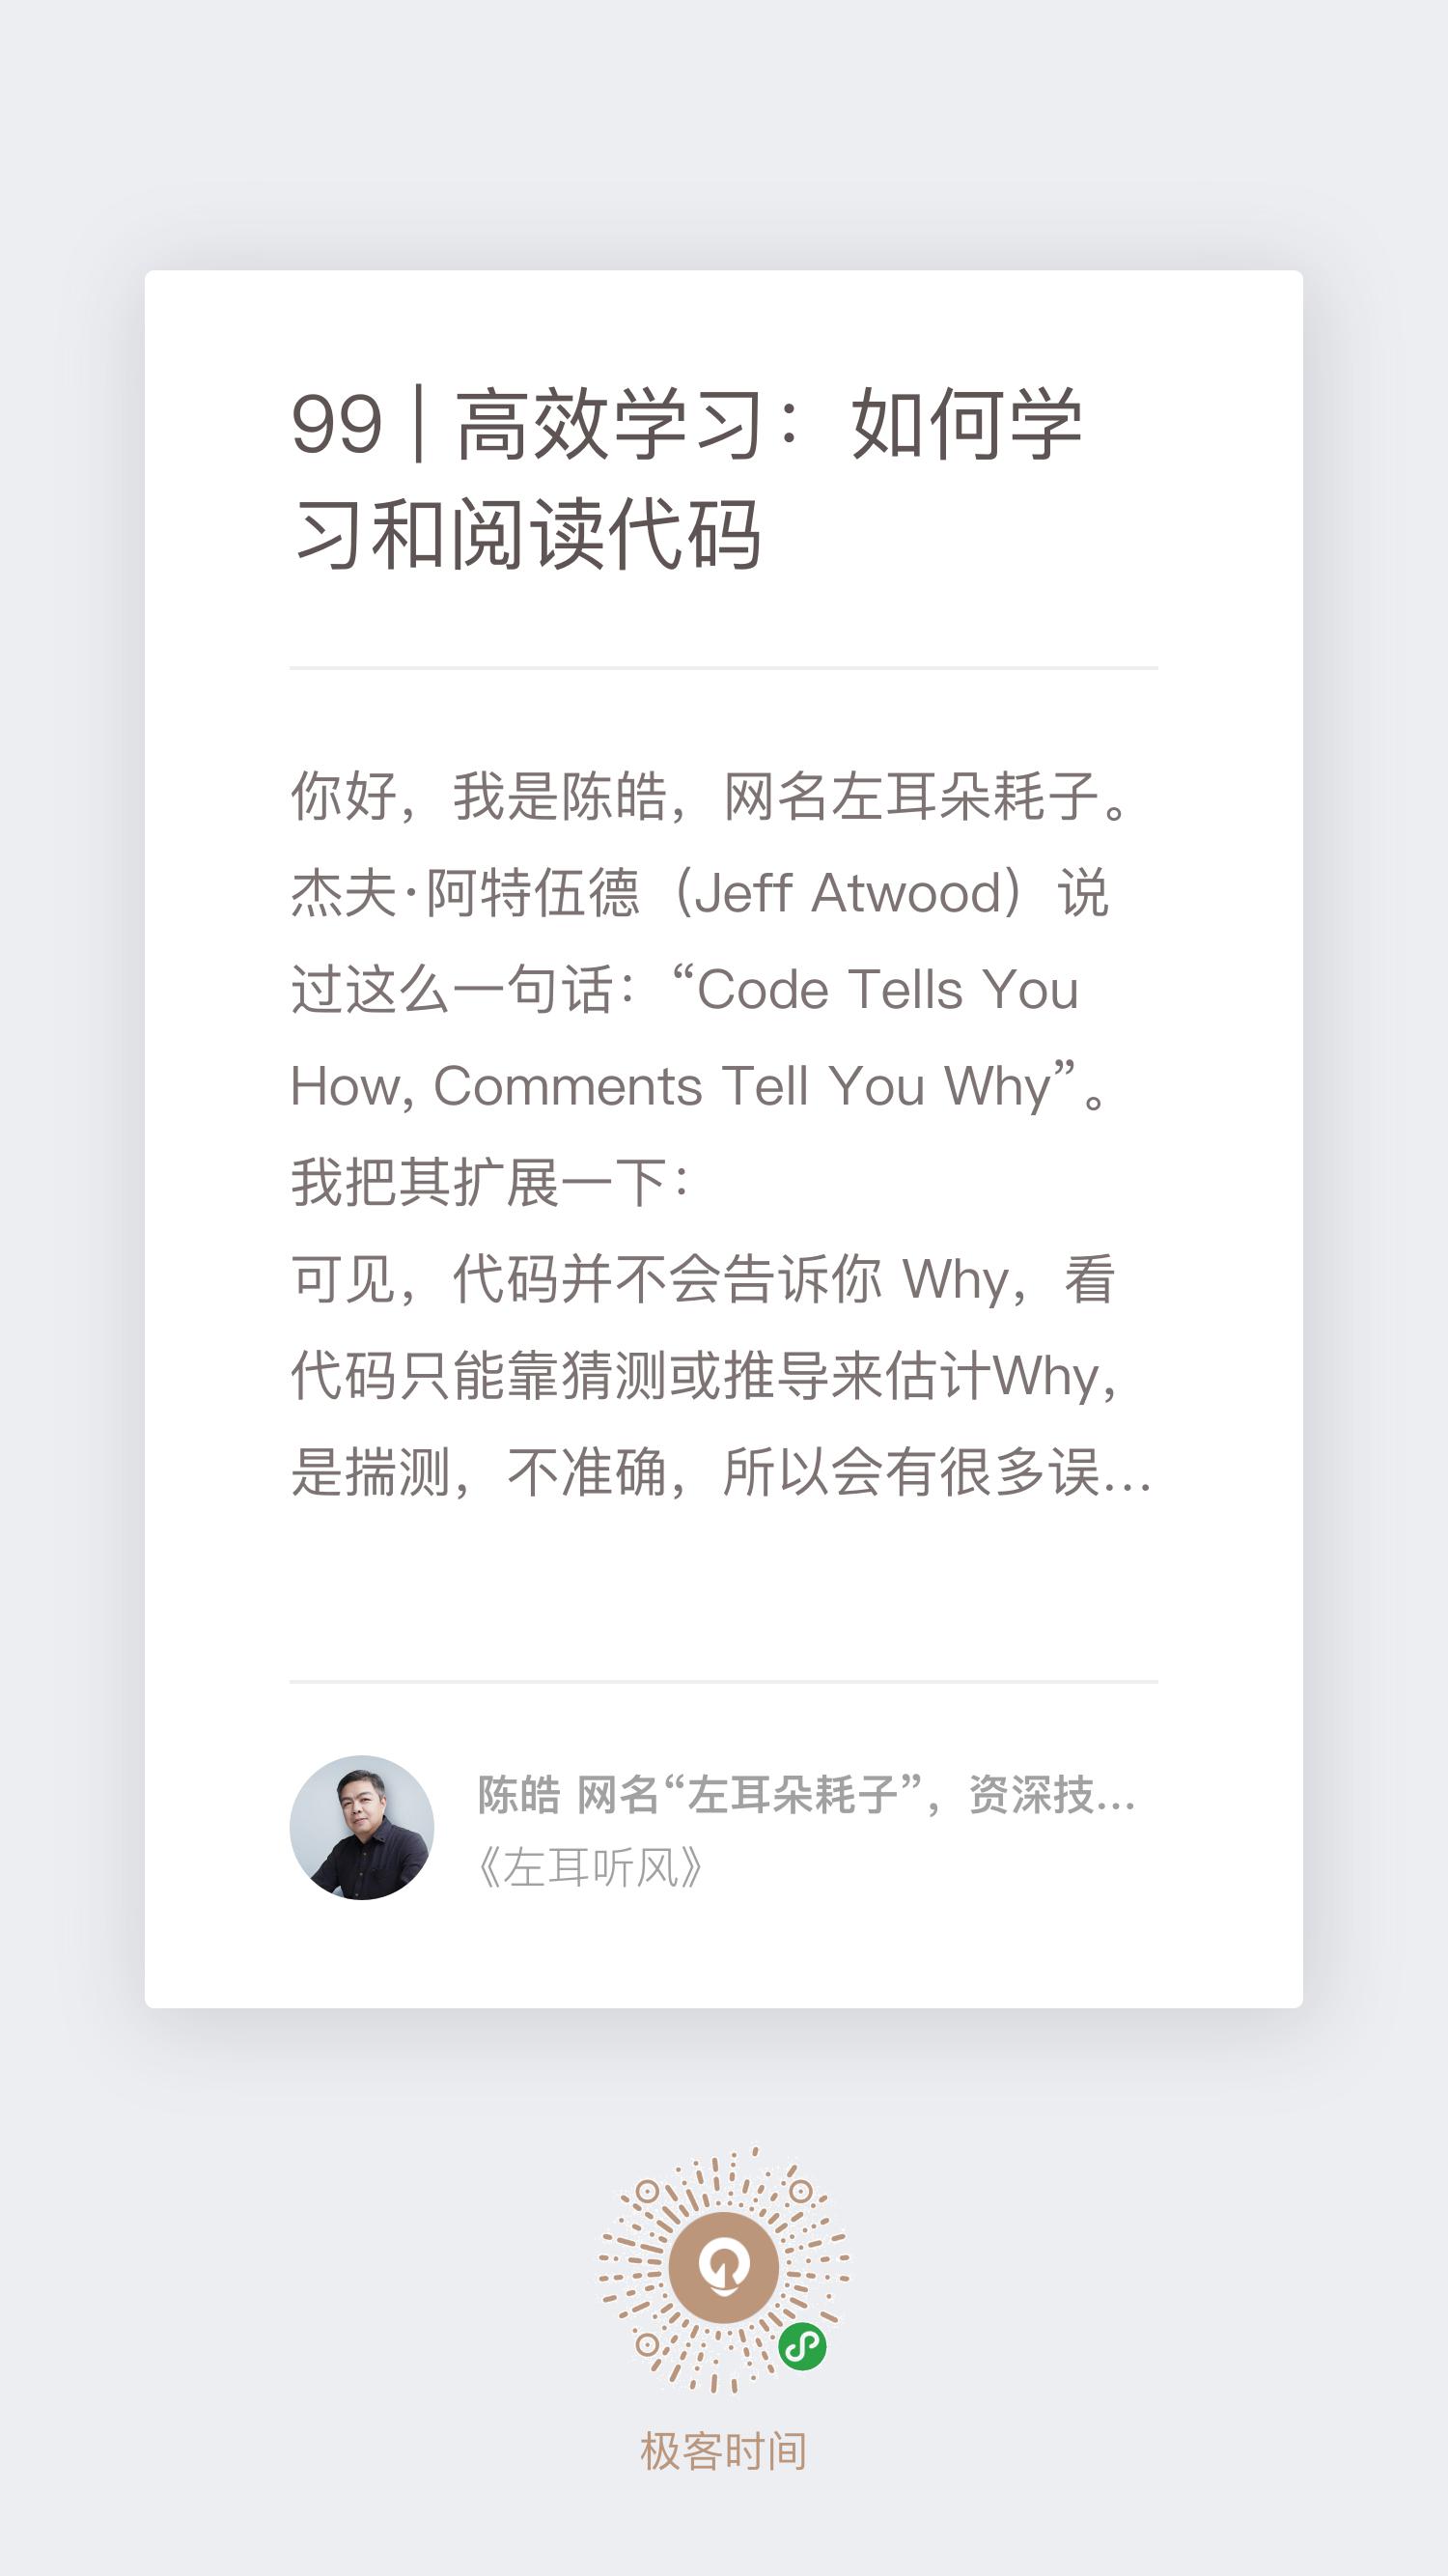 99 | 高效学习：如何学
习和阅读代码
你好，我是陈皓，网名左耳朵耗子。
杰夫·阿特伍德（Jeff Atwood）说
过这么一句话：“Code Tells You
How, Comments Tell You Why”。
我把其扩展一下：
可见，代码并不会告诉你 Why，看
代码只能靠猜测或推导来估计Why，
是揣测，不准确，所以会有很多误...
陈皓 网名“左耳朵耗子”，资深技...
《左耳听风》
极客时间